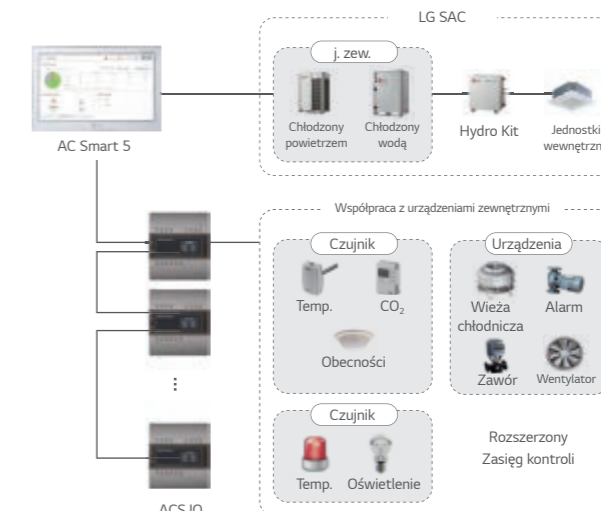 LG SAC
j. zew.
Chłodzony
powietrzem
Chłodzony
wodą
Hydro Kit
Jednostki
wewnętrzn
AC Smart 5
Współpraca z urządzeniami zewnętrznymi
Czujnik
Temp.
CO₂
Obecności
Urządzenia
Wieża
chłodnicza
Alarm
Zawór
Wentylator
Czujnik
Temp.
Oświetlenie
Rozszerzony
Zasięg kontroli
ACS IO